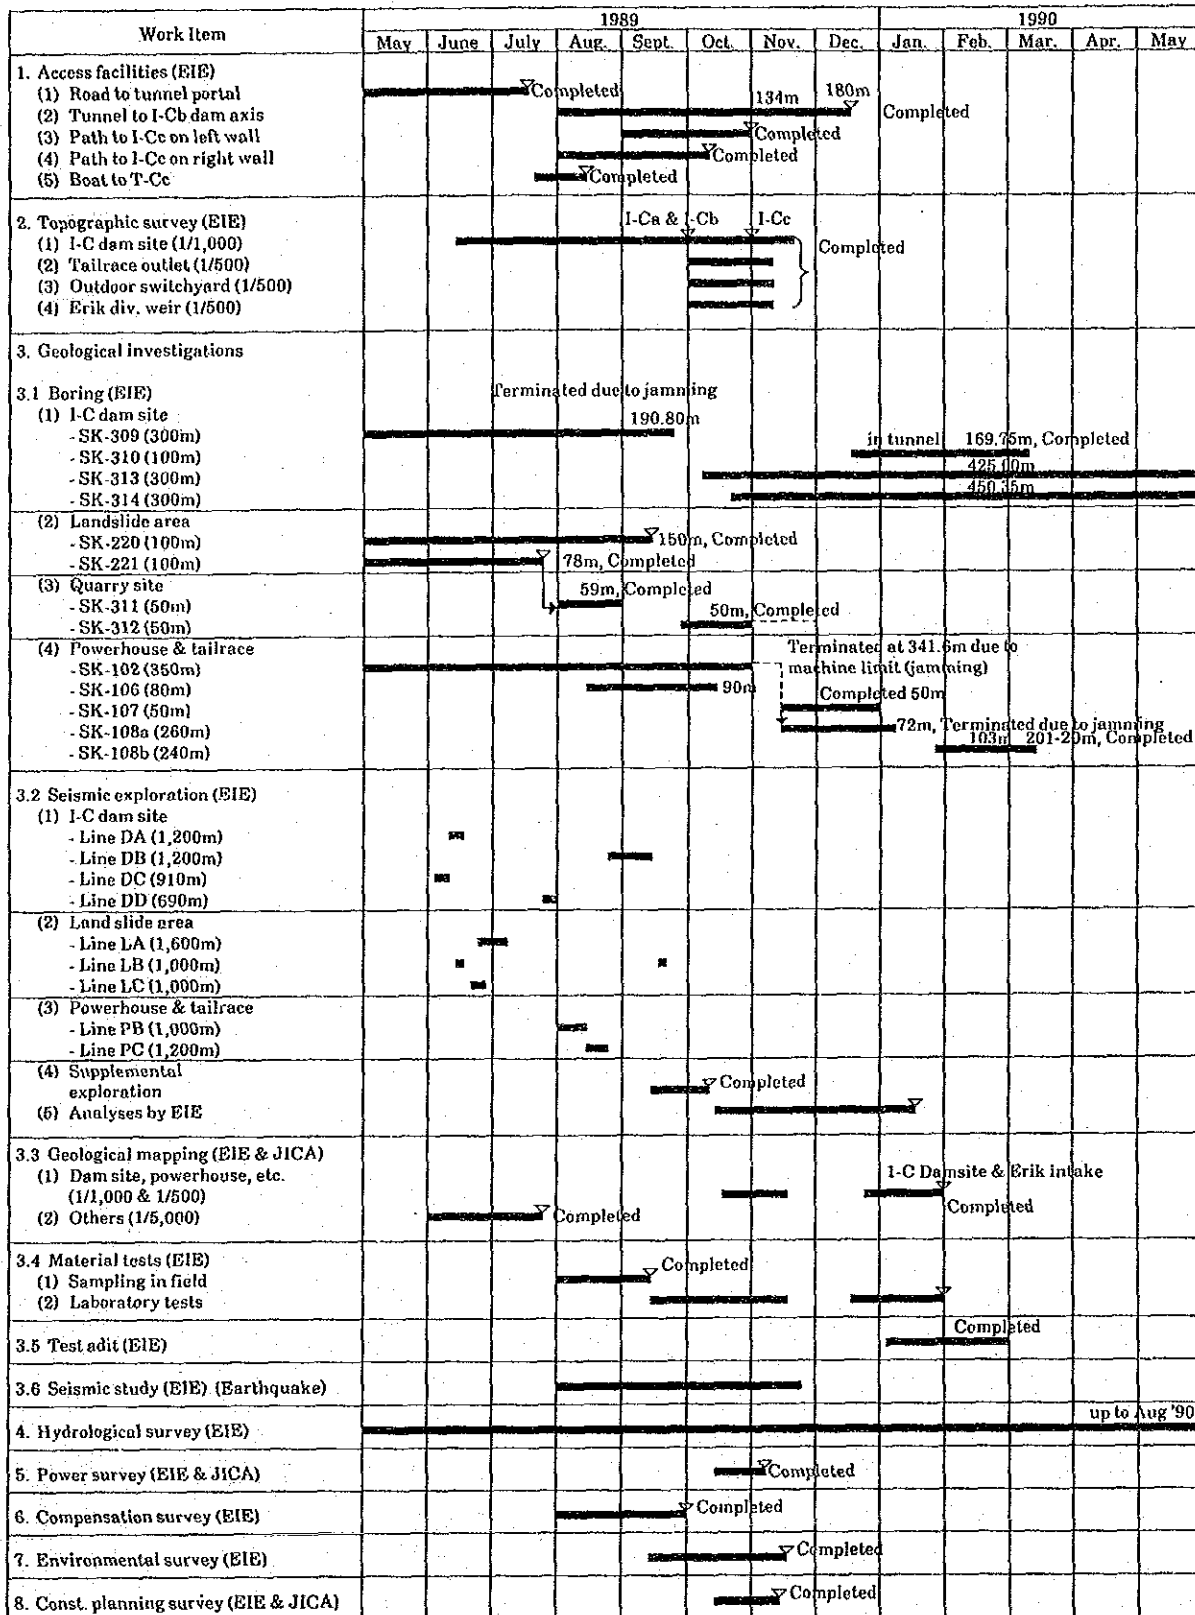 1989 1990
Work Item May June July Aug. Sept. Oct. Nov. Dec. Jan. Feb. Mar. Apr. May
1. Access facilities (EIE)
(1) Road to tunnel portal Completed 134m 180m
(2) Tunnel to I-Cb dam axis Completed
(3) Path to I-Cc on left wall Completed
(4) Path to I-Cc on right wall Completed
(5) Boat to T-Cc Completed
2. Topographic survey (EIE) I-Ca & I-Cb I-Cc
(1) I-C dam site (1/1,000) Completed
(2) Tailrace outlet (1/500)
(3) Outdoor switchyard (1/500)
(4) Erik div. weir (1/500)
3. Geological investigations
3.1 Boring (EIE) Terminated due to jamming
(1) I-C dam site 190.80m
- SK-309 (300m) in tunnel 169.75m, Completed
- SK-310 (100m)
- SK-313 (300m) 425.00m
- SK-314 (300m) 450.35m
(2) Landslide area
- SK-220 (100m) 150m, Completed
- SK-221 (100m) 78m, Completed
(3) Quarry site 59m, Completed
- SK-311 (50m) 50m, Completed
- SK-312 (50m)
(4) Powerhouse & tailrace Terminated at 341.6m due to
- SK-102 (350m) machine limit (jamming)
- SK-106 (80m) 90m Completed 50m
- SK-107 (50m)
- SK-108a (260m) 72m, Terminated due to jamming
- SK-108b (240m) 103m 201-20m, Completed
3.2 Seismic exploration (EIE)
(1) I-C dam site
- Line DA (1,200m)
- Line DB (1,200m)
- Line DC (910m)
- Line DD (690m)
(2) Land slide area
- Line LA (1,600m)
- Line LB (1,000m)
- Line LC (1,000m)
(3) Powerhouse & tailrace
- Line PB (1,000m)
- Line PC (1,200m)
(4) Supplemental
exploration Completed
(5) Analyses by EIE
3.3 Geological mapping (EIE & JICA)
(1) Dam site, powerhouse, etc. 1-C Damsite & Erik intake
(1/1,000 & 1/500) Completed
(2) Others (1/5,000) Completed
3.4 Material tests (EIE) Completed
(1) Sampling in field
(2) Laboratory tests
Completed
3.5 Test adit (EIE)
3.6 Seismic study (EIE) (Earthquake)
up to Aug '90
4. Hydrological survey (EIE)
5. Power survey (EIE & JICA) Completed
6. Compensation survey (EIE) Completed
7. Environmental survey (EIE) Completed
8. Const. planning survey (EIE & JICA) Completed